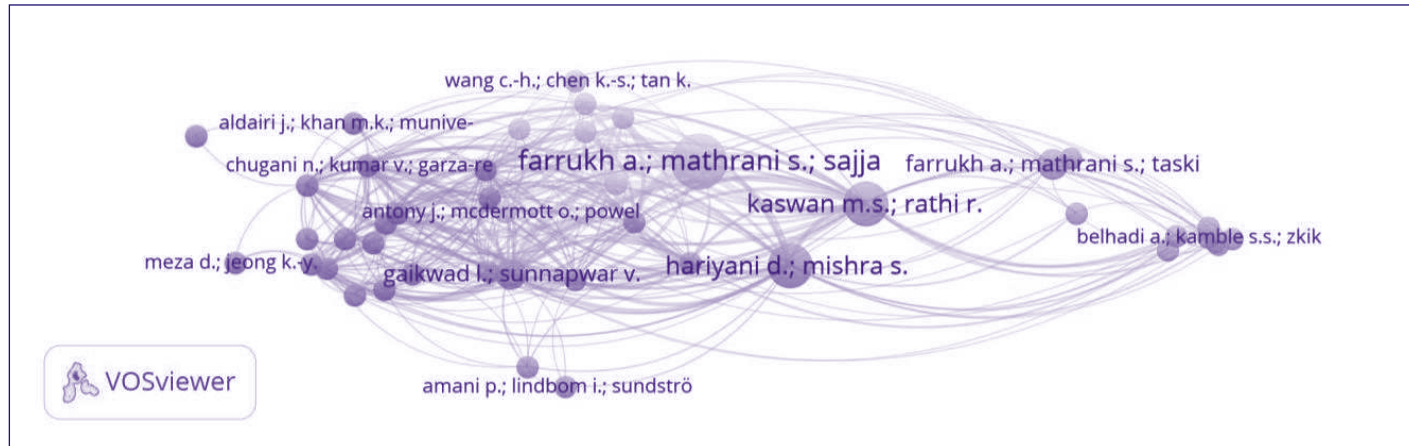 wang c.-h.; chen k.-s.; tan k.
aldairi j.; khan m.k.; munive-
chugani n.; kumar v.; garza-re
farrukh a.; mathrani s.; sajja
farrukh a.; mathrani s.; taski
kaswan m.s.; rathi r.
antony j.; mcdermott o.; powel
belhadi a.; kamble s.s.; zkik
meza d.; jeong k.-y.
gaikwad l.; sunnapwar v.
hariyani d.; mishra s.
amani p.; lindbom i.; sundströ
VOSviewer